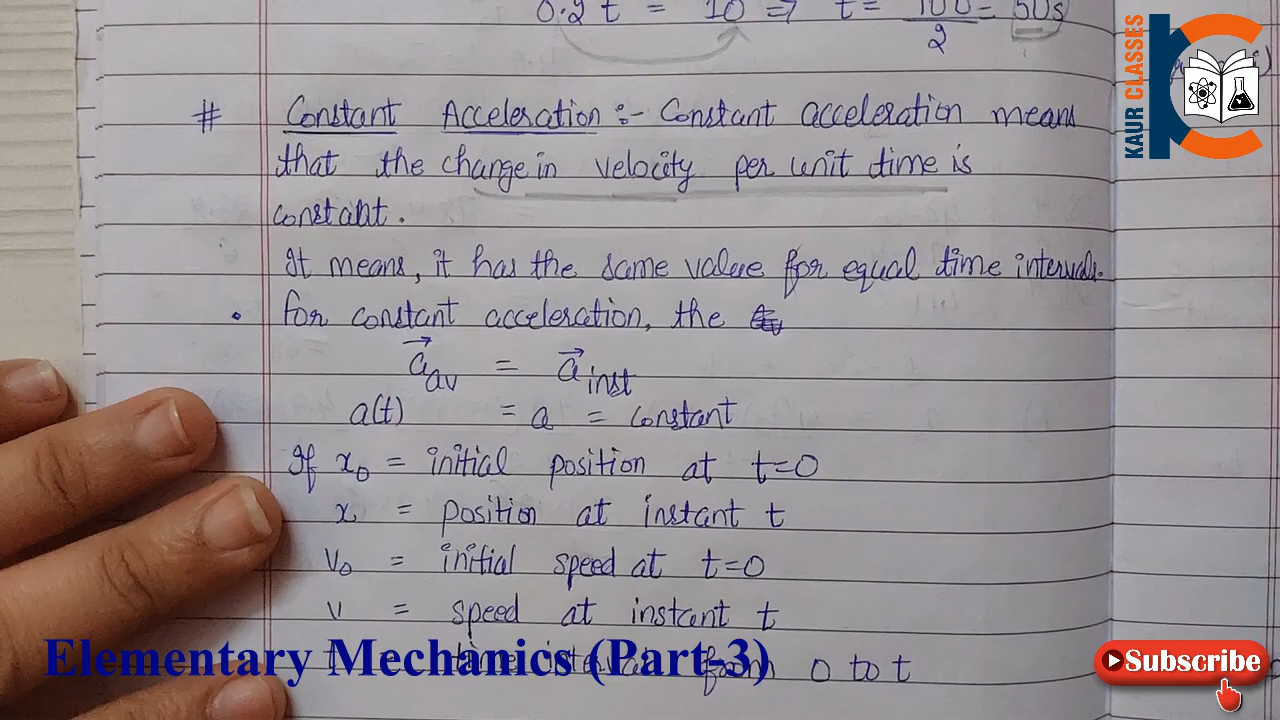 0.2 t = 10 => t = 100/2 = 50s
KAUR CLASSES
# Constant Acceleration :- Constant acceleration means
that the change in velocity per unit time is
constant.
It means, it has the same value for equal time intervals.
• For constant acceleration, the
a⃗av = a⃗inst
a(t) = a = constant
If x₀ = initial position at t=0
x = position at instant t
v₀ = initial speed at t=0
v = speed at instant t
from 0 to t
Elementary Mechanics (Part-3)
Subscribe